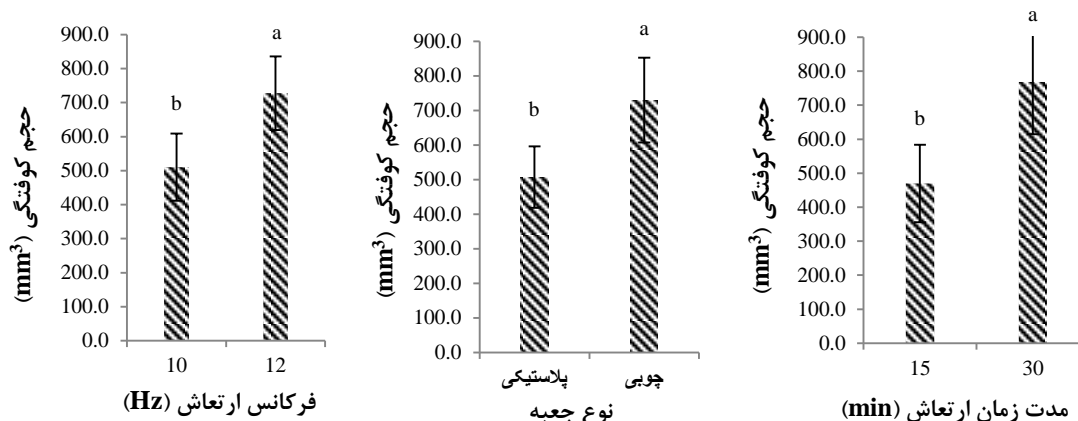 حجم کوفتگی (mm³)
900.0
800.0
700.0
600.0
500.0
400.0
300.0
200.0
100.0
0.0
b
a
10
12
فرکانس ارتعاش (Hz)
حجم کوفتگی (mm³)
900.0
800.0
700.0
600.0
500.0
400.0
300.0
200.0
100.0
0.0
b
a
پلاستیکی
چوبی
نوع جعبه
حجم کوفتگی (mm³)
900.0
800.0
700.0
600.0
500.0
400.0
300.0
200.0
100.0
0.0
b
a
15
30
مدت زمان ارتعاش (min)